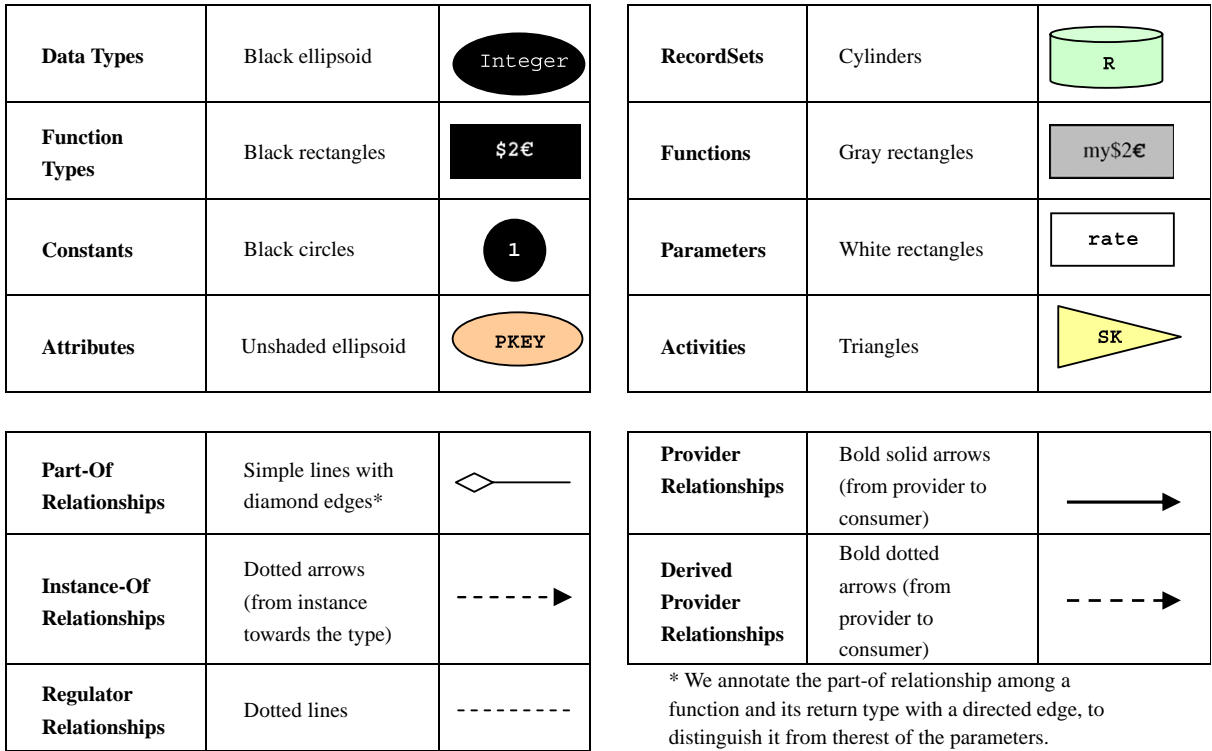 Data Types
Black ellipsoid
Integer
Function
Types
Black rectangles
$2€
Constants
Black circles
1
Attributes
Unshaded ellipsoid
PKEY
RecordSets
Cylinders
R
Functions
Gray rectangles
my$2€
Parameters
White rectangles
rate
Activities
Triangles
SK
Part-Of
Relationships
Simple lines with
diamond edges*
Instance-Of
Relationships
Dotted arrows
(from instance
towards the type)
Regulator
Relationships
Dotted lines
Provider
Relationships
Bold solid arrows
(from provider to
consumer)
Derived
Provider
Relationships
Bold dotted
arrows (from
provider to
consumer)
* We annotate the part-of relationship among a
function and its return type with a directed edge, to
distinguish it from therest of the parameters.